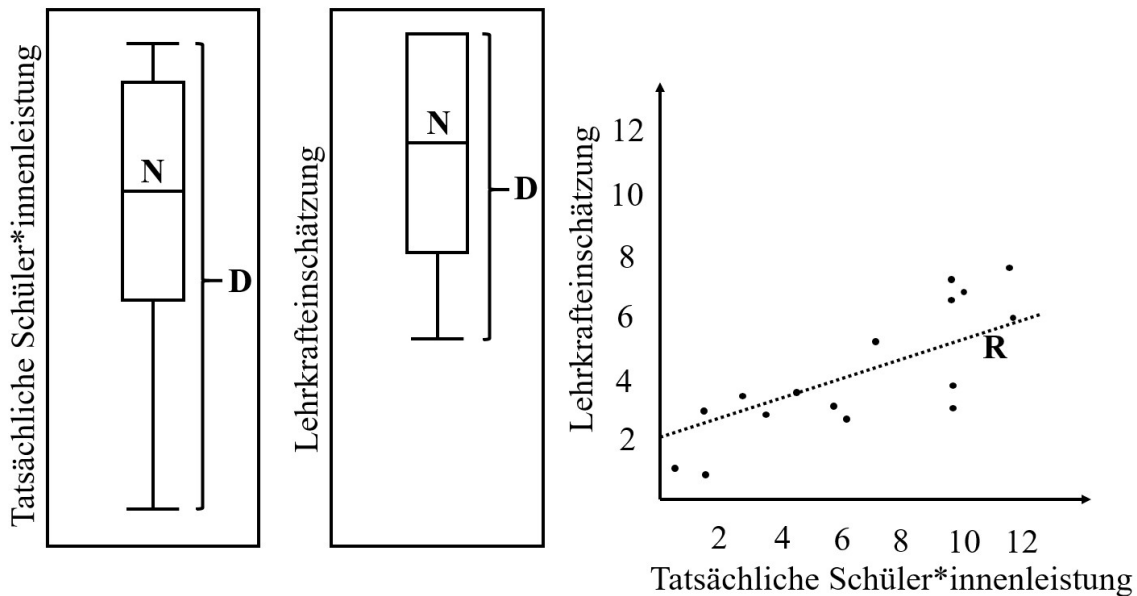 Tatsächliche Schüler*innenleistung
N
D
Lehrkrafteinschätzung
N
D
Lehrkrafteinschätzung
12
10
8
6
4
2
R
2 4 6 8 10 12
Tatsächliche Schüler*innenleistung